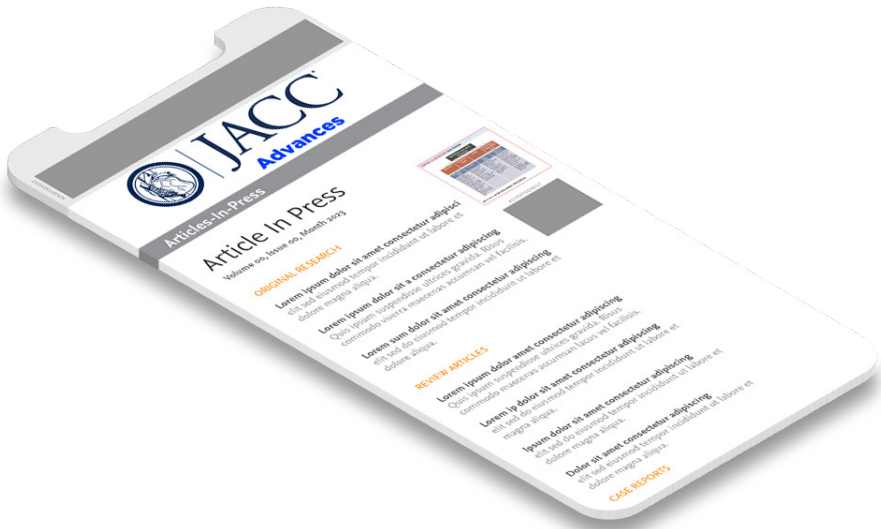 ADVERTISEMENT
JACC
Advances
Articles-In-Press
Article In Press
Volume 00, Issue 00, Month 2023
ADVERTISEMENT
ORIGINAL RESEARCH
Lorem ipsum dolor sit amet consectetur adipisci
elit sed eiusmod tempor incididunt ut labore et
dolore magna aliqua.
Lorem ipsum dolor sit a consectetur adipiscing
Quis ipsum suspendisse ultrices gravida. Risus
commodo viverra maecenas accumsan vel facilisis.
Lorem sum dolor sit amet consectetur adipiscing
elit sed do eiusmod tempor incididunt ut labore et
dolore aliqua.
REVIEW ARTICLES
Lorem ipsum dolor amet consectetur adipiscing
Quis ipsum suspendisse ultrices gravida. Risus
commodo maecenas accumsan lacus vel facilisis.
Lorem ip dolor sit amet consectetur adipiscing
elit sed do eiusmod tempor incididunt ut labore et
magna aliqua.
Ipsum dolor sit amet consectetur adipiscing
elit sed do eiusmod tempor incididunt ut labore et
dolore magna aliqua.
Dolor sit amet consectetur adipiscing
elit sed eiusmod tempor incididunt ut labore et
dolore magna aliqua.
CASE REPORTS